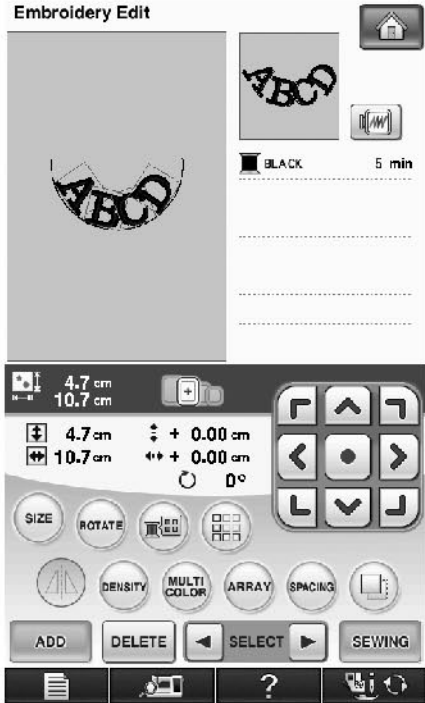 Embroidery Edit
ABCD
BLACK 5 min
ABCD
4.7 cm
10.7 cm
4.7 cm + 0.00 cm
10.7 cm + 0.00 cm
0°
SIZE ROTATE
DENSITY MULTI COLOR ARRAY SPACING
ADD DELETE SELECT SEWING
?